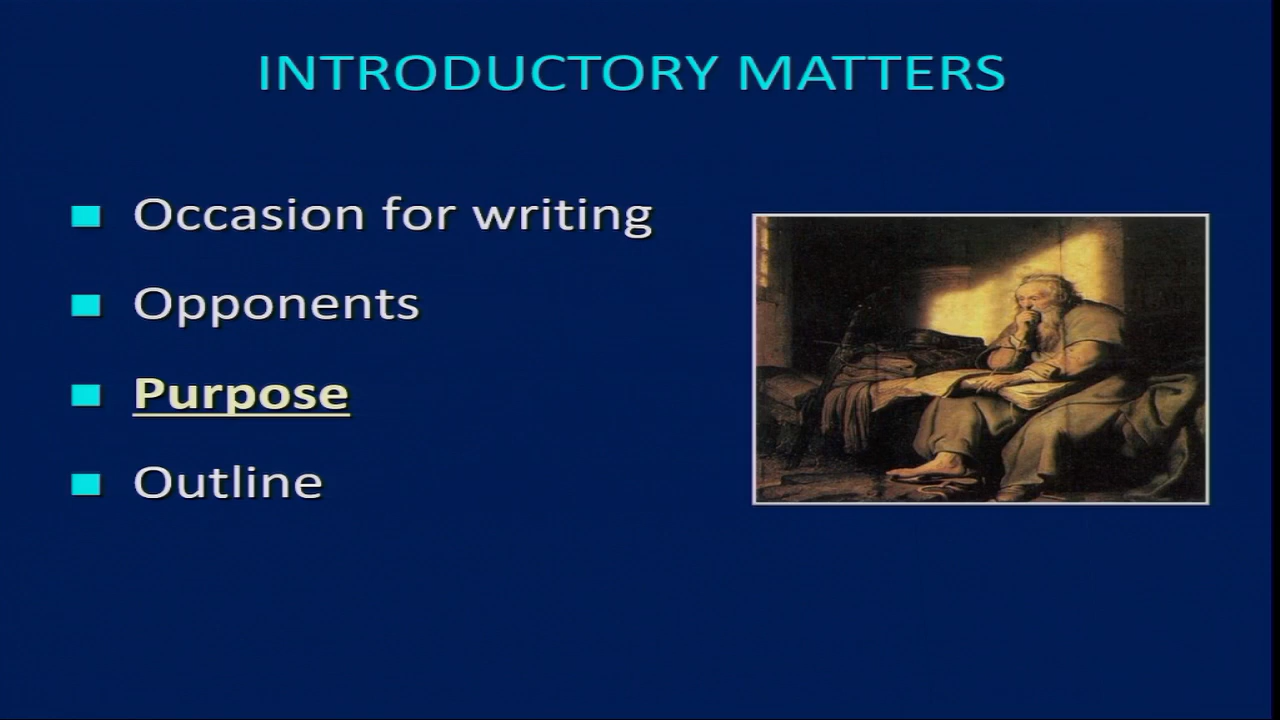 INTRODUCTORY MATTERS
Occasion for writing
Opponents
Purpose
Outline